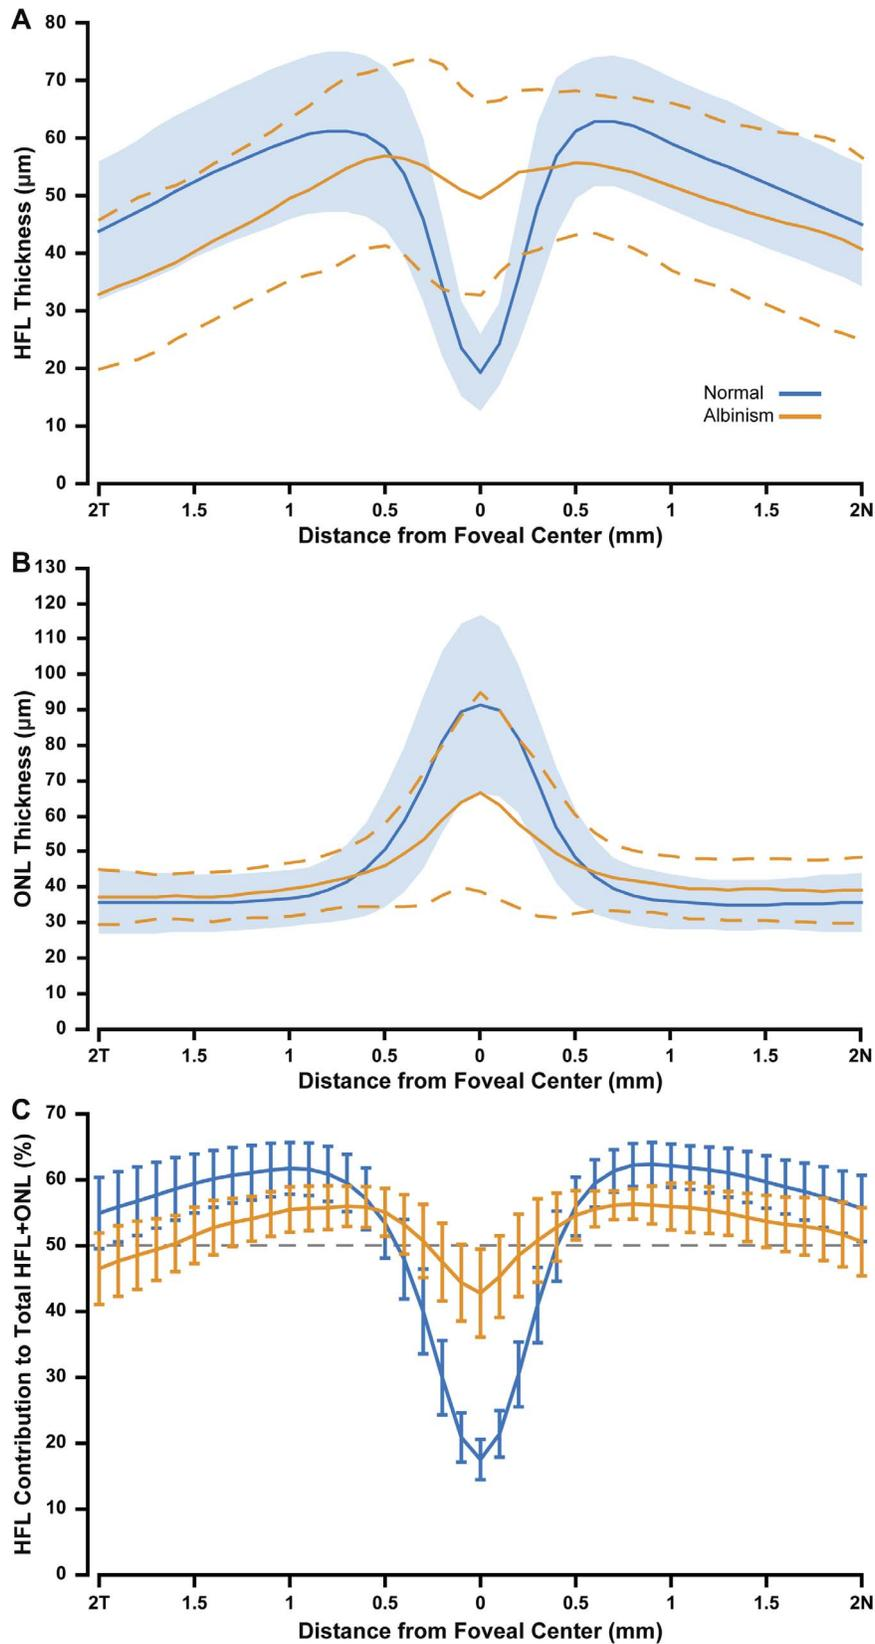 A
80
70
60
50
40
30
20
10
0
HFL Thickness (µm)
Normal
Albinism
2T 1.5 1 0.5 0 0.5 1 1.5 2N
Distance from Foveal Center (mm)
B
130
120
110
100
90
80
70
60
50
40
30
20
10
0
ONL Thickness (µm)
2T 1.5 1 0.5 0 0.5 1 1.5 2N
Distance from Foveal Center (mm)
C
70
60
50
40
30
20
10
0
HFL Contribution to Total HFL+ONL (%)
2T 1.5 1 0.5 0 0.5 1 1.5 2N
Distance from Foveal Center (mm)